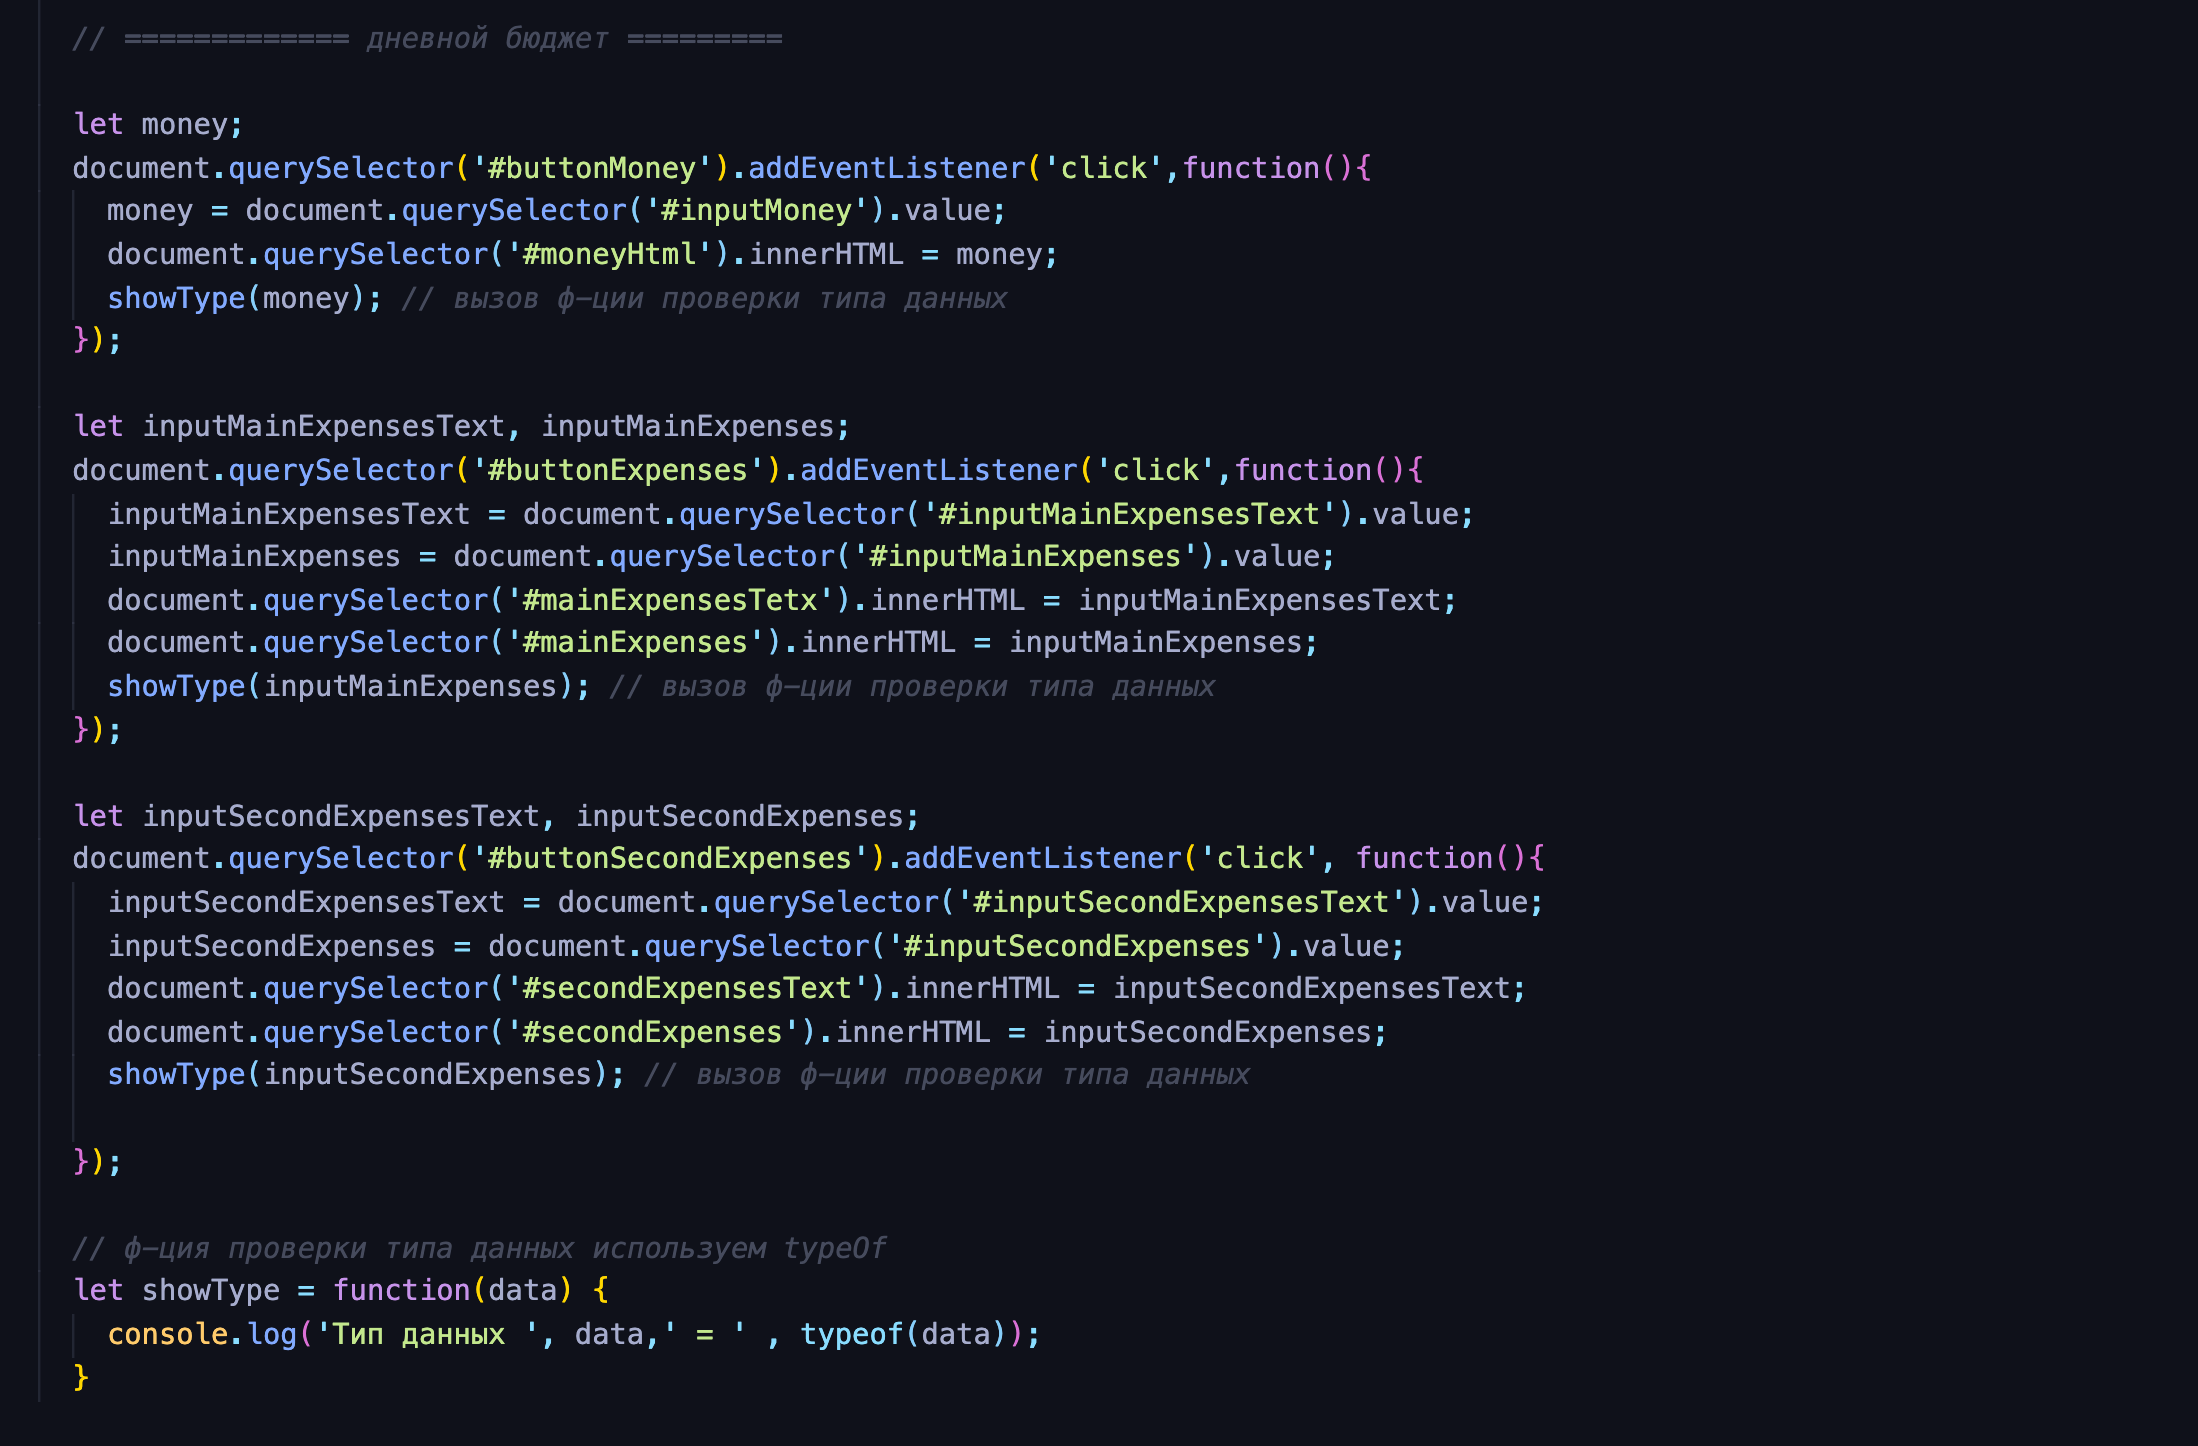 // ============= дневной бюджет =========
let money;
document.querySelector('#buttonMoney').addEventListener('click',function(){
money = document.querySelector('#inputMoney').value;
document.querySelector('#moneyHtml').innerHTML = money;
showType(money); // вызов ф-ции проверки типа данных
});
let inputMainExpensesText, inputMainExpenses;
document.querySelector('#buttonExpenses').addEventListener('click',function(){
inputMainExpensesText = document.querySelector('#inputMainExpensesText').value;
inputMainExpenses = document.querySelector('#inputMainExpenses').value;
document.querySelector('#mainExpensesTetx').innerHTML = inputMainExpensesText;
document.querySelector('#mainExpenses').innerHTML = inputMainExpenses;
showType(inputMainExpenses); // вызов ф-ции проверки типа данных
});
let inputSecondExpensesText, inputSecondExpenses;
document.querySelector('#buttonSecondExpenses').addEventListener('click', function(){
inputSecondExpensesText = document.querySelector('#inputSecondExpensesText').value;
inputSecondExpenses = document.querySelector('#inputSecondExpenses').value;
document.querySelector('#secondExpensesText').innerHTML = inputSecondExpensesText;
document.querySelector('#secondExpenses').innerHTML = inputSecondExpenses;
showType(inputSecondExpenses); // вызов ф-ции проверки типа данных
});
// ф-ция проверки типа данных используем typeOf
let showType = function(data) {
console.log('Тип данных ', data,' = ' , typeof(data));
}